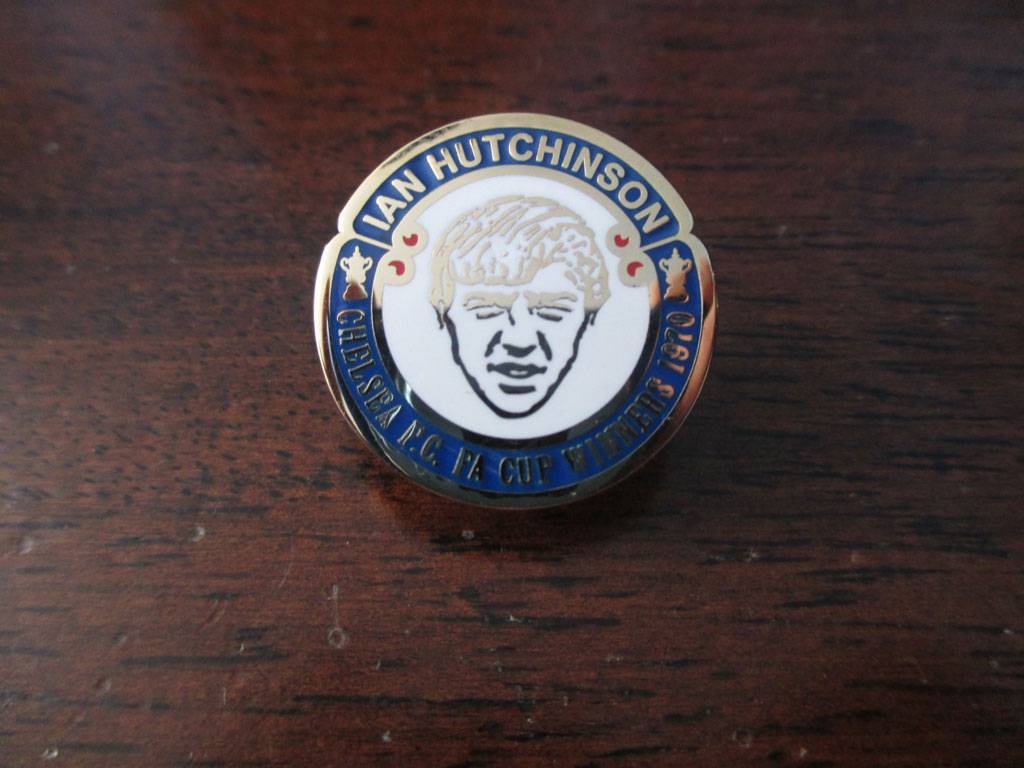 IAN HUTCHINSON
CHELSEA F.C. FA CUP WINNERS 1970